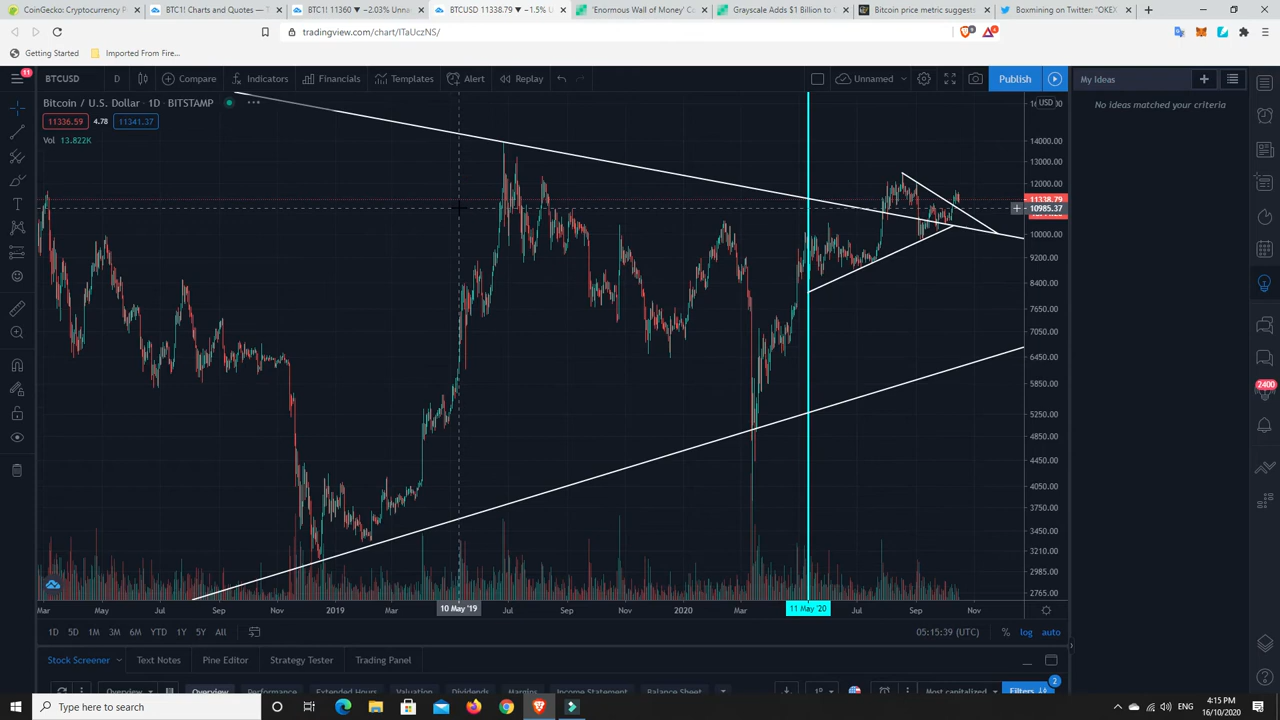 CoinGecko: Cryptocurrency P
BTC1! Charts and Quotes — T
BTC1! 11360 ▼ −2.03% Unna
BTCUSD 11338.79 ▼ −1.5% U
'Enormous Wall of Money' Co
Grayscale Adds $1 Billion to C
Bitcoin price metric suggests
Boxmining on Twitter: "OKEX
tradingview.com/chart/ITaUczNS/
Getting Started
Imported From Fire...
11
BTCUSD
D
Compare
Indicators
Financials
Templates
Alert
Replay
Unnamed
Publish
My Ideas
No ideas matched your criteria
Bitcoin / U.S. Dollar · 1D · BITSTAMP
11336.59 4.78 11341.37
Vol 13.822K
USD
14000.00
13000.00
12000.00
11338.79
10985.37
10000.00
9200.00
8400.00
7650.00
7050.00
6450.00
5850.00
5250.00
4850.00
4450.00
4050.00
3750.00
3450.00
3210.00
2985.00
2765.00
2400
Mar May Jul Sep Nov 2019 Mar 10 May '19 Jul Sep Nov 2020 Mar 11 May '20 Jul Sep Nov
1D 5D 1M 3M 6M YTD 1Y 5Y All
05:15:39 (UTC) % log auto
Stock Screener
Text Notes
Pine Editor
Strategy Tester
Trading Panel
2
Overview Overview Performance Extended Hours Valuation Dividends Margins Income Statement Balance Sheet
Most capitalized Filters
Type here to search
ENG
4:15 PM
16/10/2020